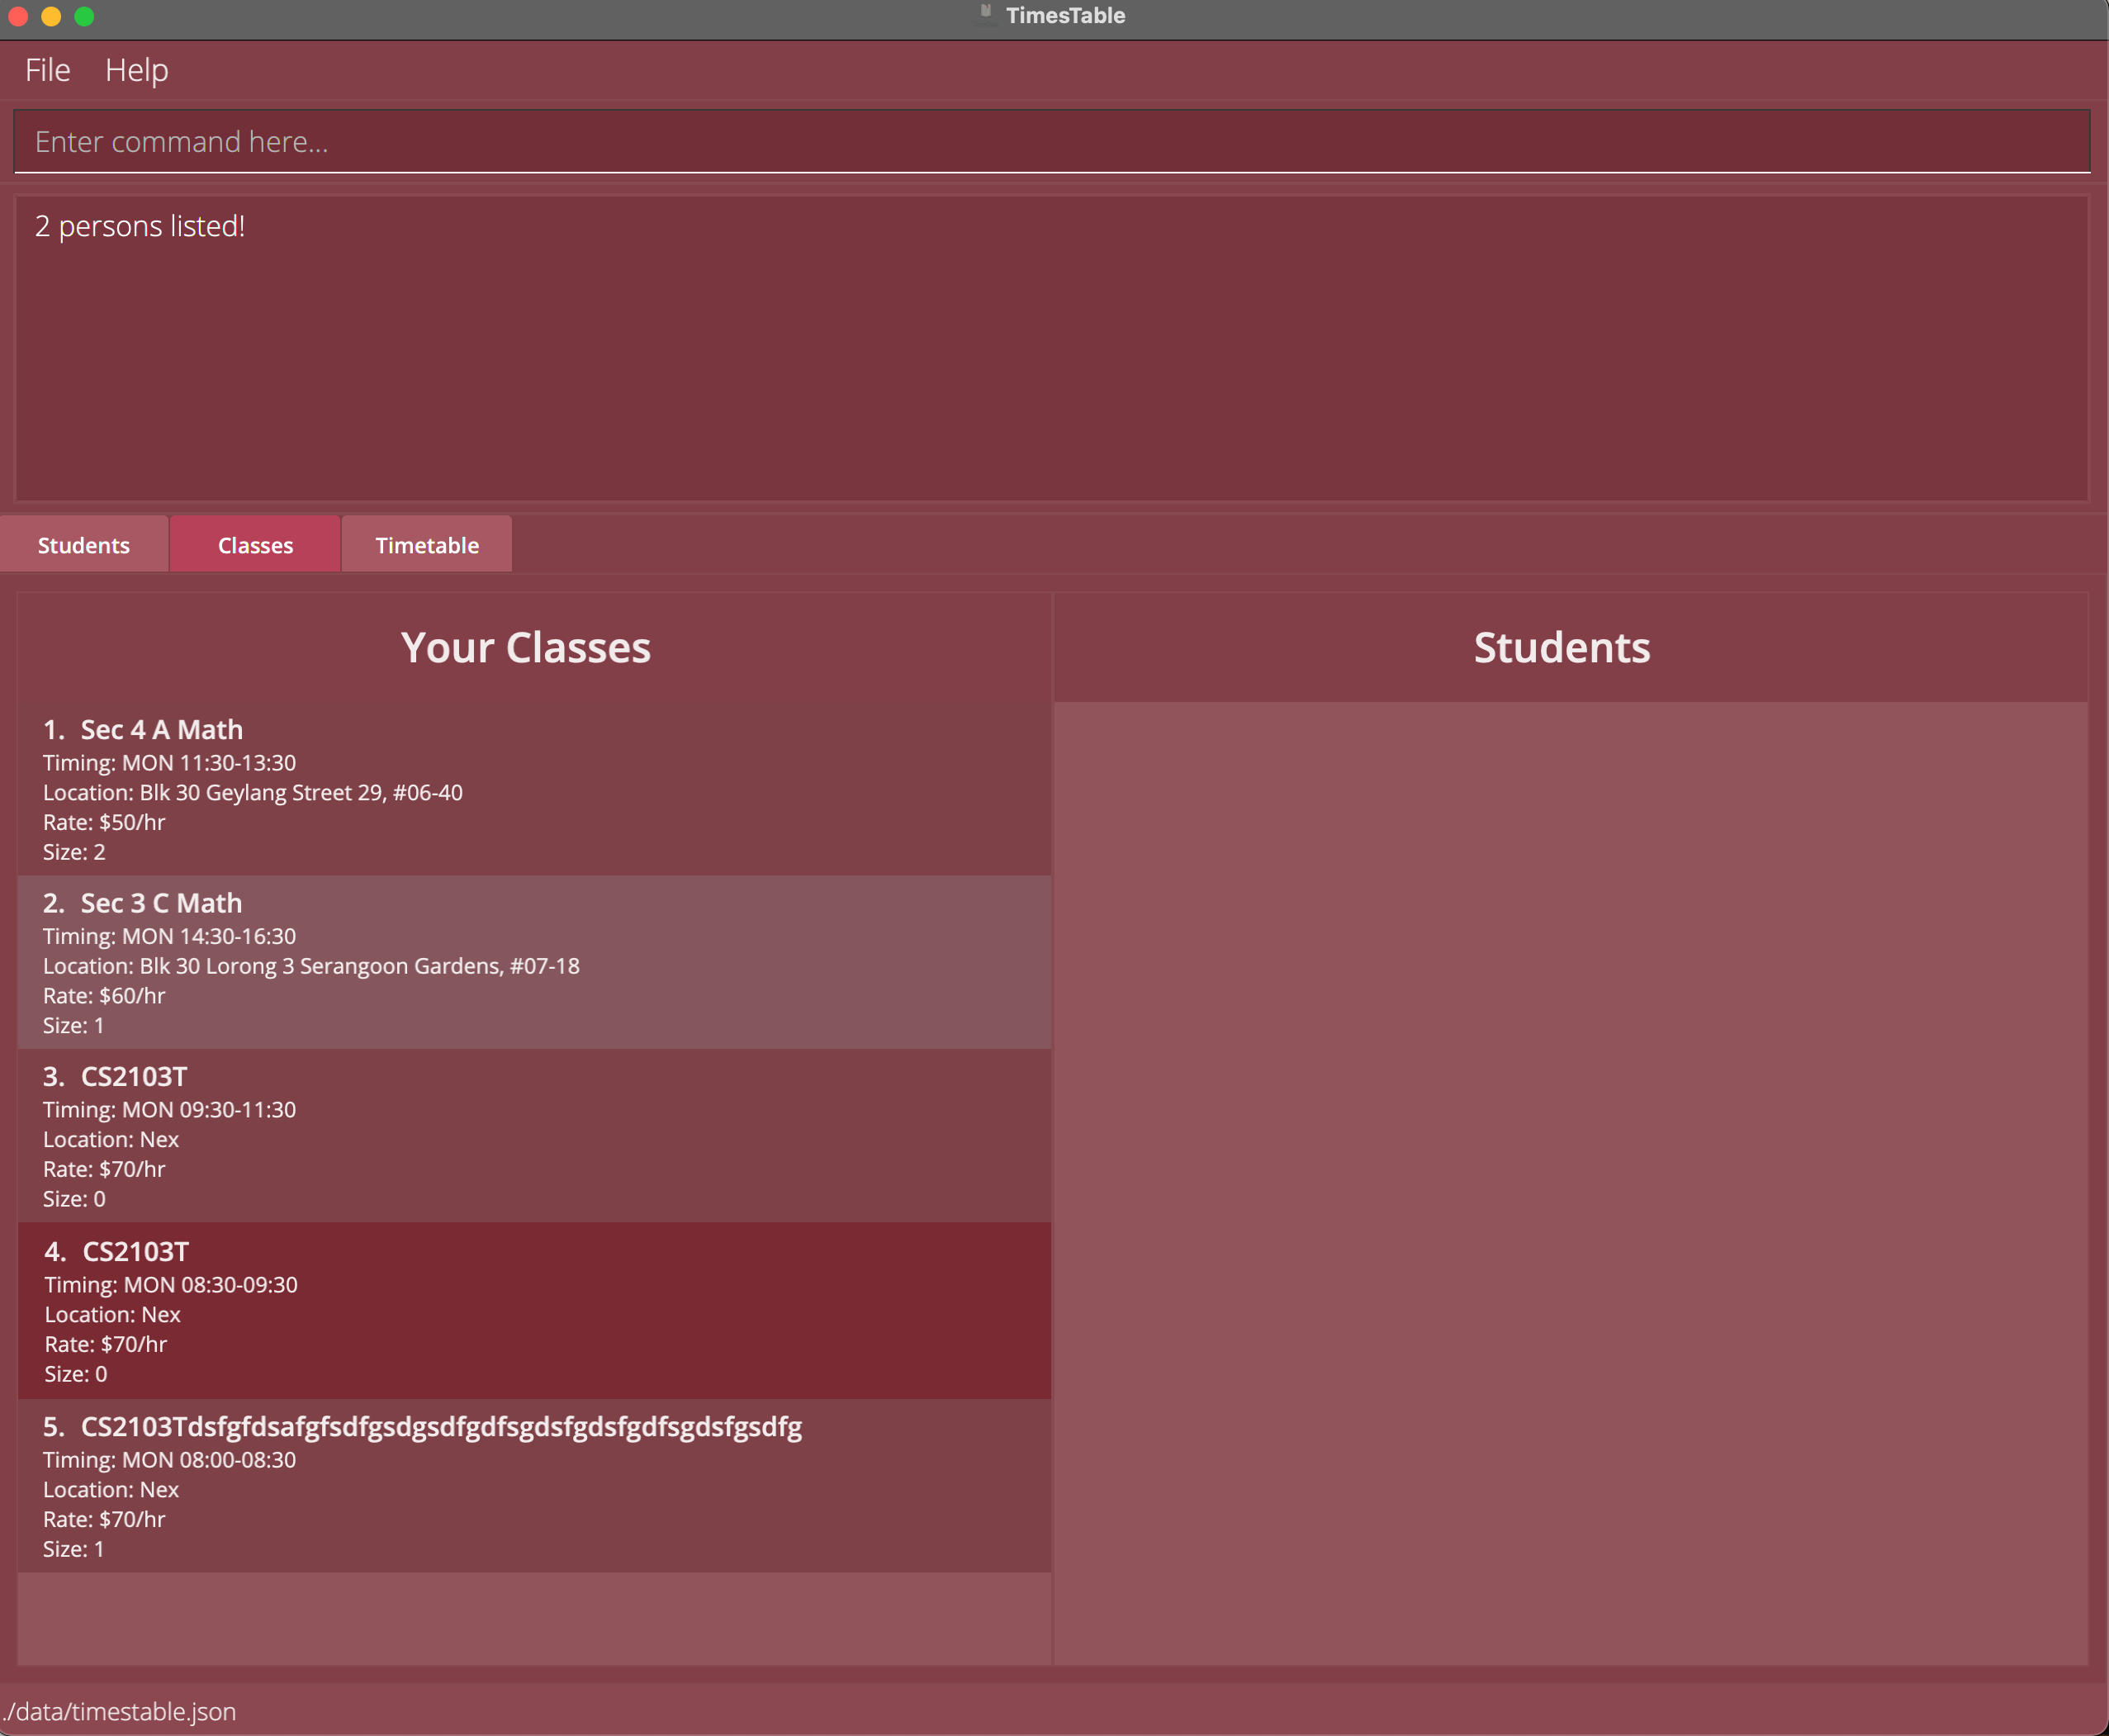 TimesTable
File Help
Enter command here...
2 persons listed!
Students Classes Timetable
Your Classes
Students
1. Sec 4 A Math
Timing: MON 11:30-13:30
Location: Blk 30 Geylang Street 29, #06-40
Rate: $50/hr
Size: 2
2. Sec 3 C Math
Timing: MON 14:30-16:30
Location: Blk 30 Lorong 3 Serangoon Gardens, #07-18
Rate: $60/hr
Size: 1
3. CS2103T
Timing: MON 09:30-11:30
Location: Nex
Rate: $70/hr
Size: 0
4. CS2103T
Timing: MON 08:30-09:30
Location: Nex
Rate: $70/hr
Size: 0
5. CS2103Tdsfgfdsafgfsdfgsdgsdfgdfsgdsfgdsfgdfsgdsfgsdfg
Timing: MON 08:00-08:30
Location: Nex
Rate: $70/hr
Size: 1
./data/timestable.json